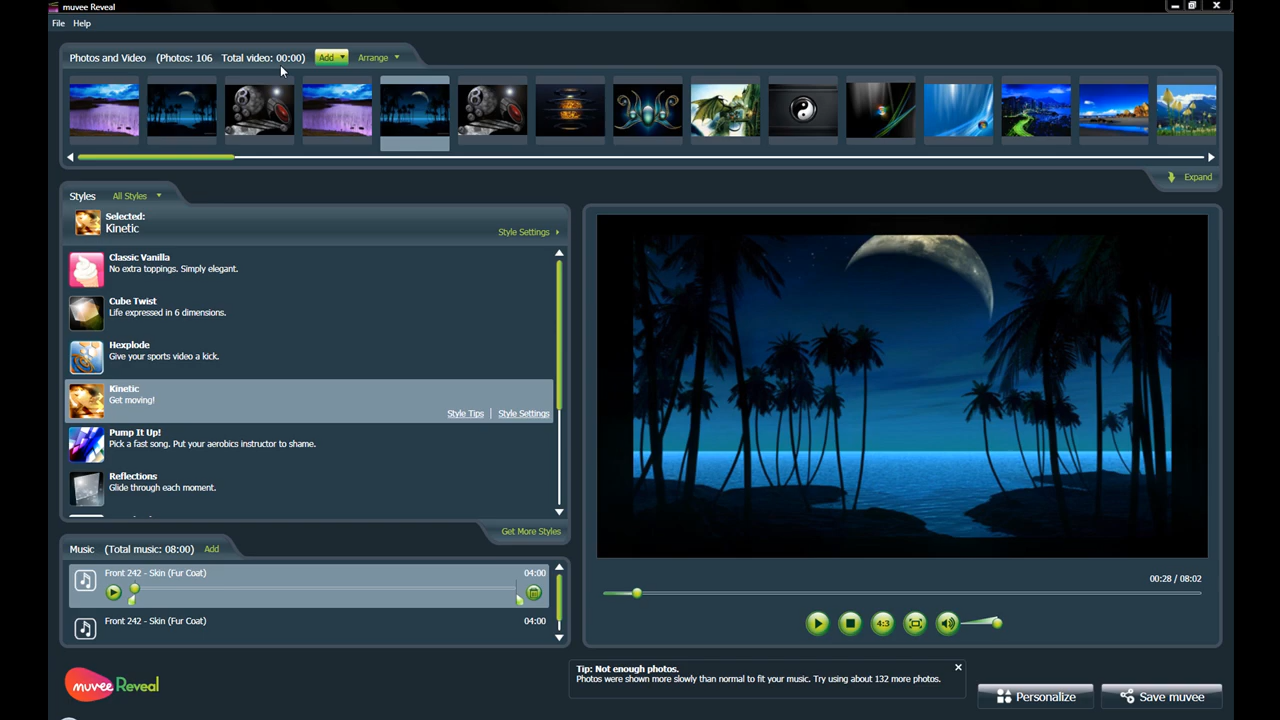 muvee Reveal
File Help
Photos and Video (Photos: 106 Total video: 00:00) Add Arrange
Expand
Styles All Styles
Selected:
Kinetic
Style Settings
Classic Vanilla
No extra toppings. Simply elegant.
Cube Twist
Life expressed in 6 dimensions.
Hexplode
Give your sports video a kick.
Kinetic
Get moving!
Style Tips | Style Settings
Pump It Up!
Pick a fast song. Put your aerobics instructor to shame.
Reflections
Glide through each moment.
Get More Styles
Music (Total music: 08:00) Add
Front 242 - Skin (Fur Coat) 04:00
Front 242 - Skin (Fur Coat) 04:00
00:28 / 08:02
4:3
Tip: Not enough photos.
Photos were shown more slowly than normal to fit your music. Try using about 132 more photos.
muvee Reveal
Personalize
Save muvee